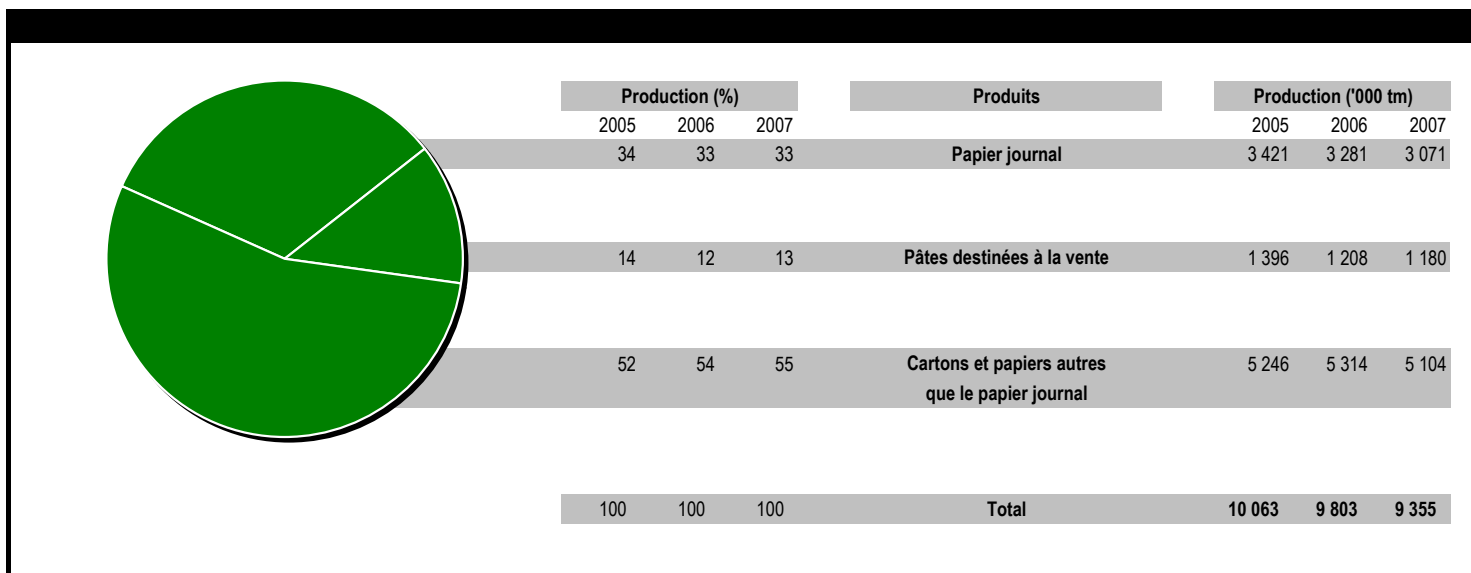 Production (%) Produits Production ('000 tm)
2005 2006 2007 2005 2006 2007
34 33 33 Papier journal 3 421 3 281 3 071
14 12 13 Pâtes destinées à la vente 1 396 1 208 1 180
52 54 55 Cartons et papiers autres 5 246 5 314 5 104
que le papier journal
100 100 100 Total 10 063 9 803 9 355